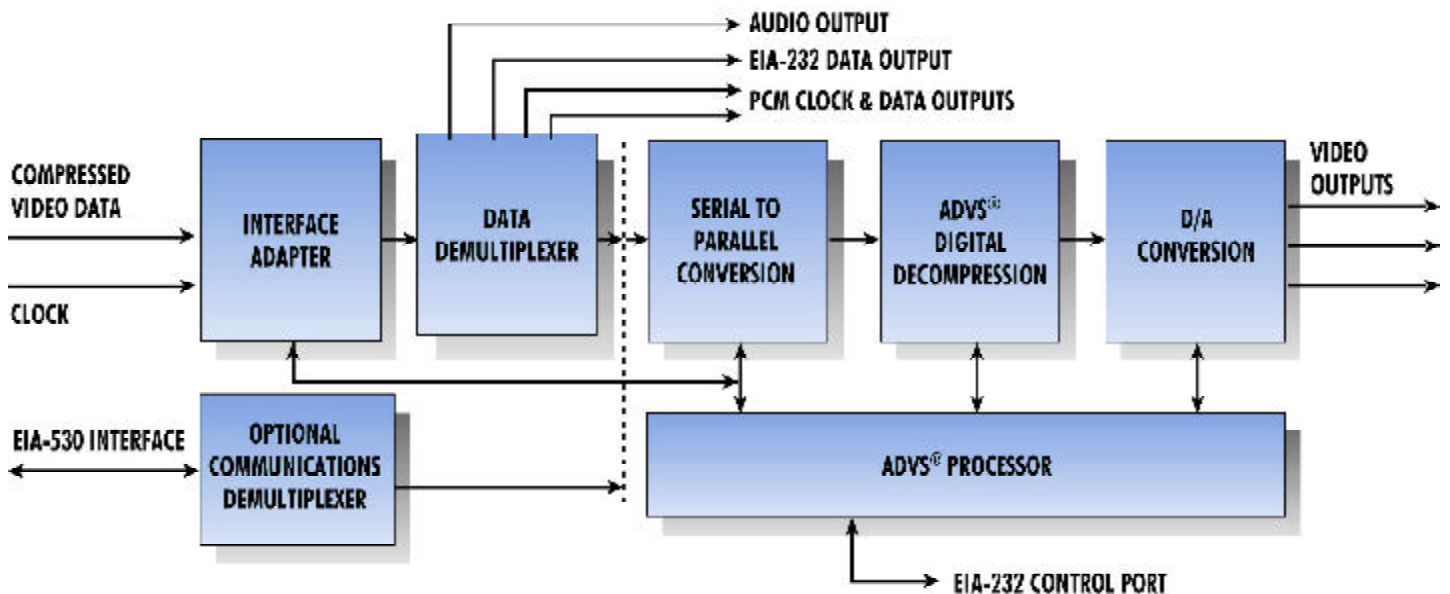 AUDIO OUTPUT
EIA-232 DATA OUTPUT
PCM CLOCK & DATA OUTPUTS
COMPRESSED
VIDEO DATA
CLOCK
INTERFACE
ADAPTER
DATA
DEMULTIPLEXER
SERIAL TO
PARALLEL
CONVERSION
ADVS®
DIGITAL
DECOMPRESSION
D/A
CONVERSION
VIDEO
OUTPUTS
EIA-530 INTERFACE
OPTIONAL
COMMUNICATIONS
DEMULTIPLEXER
ADVS® PROCESSOR
EIA-232 CONTROL PORT